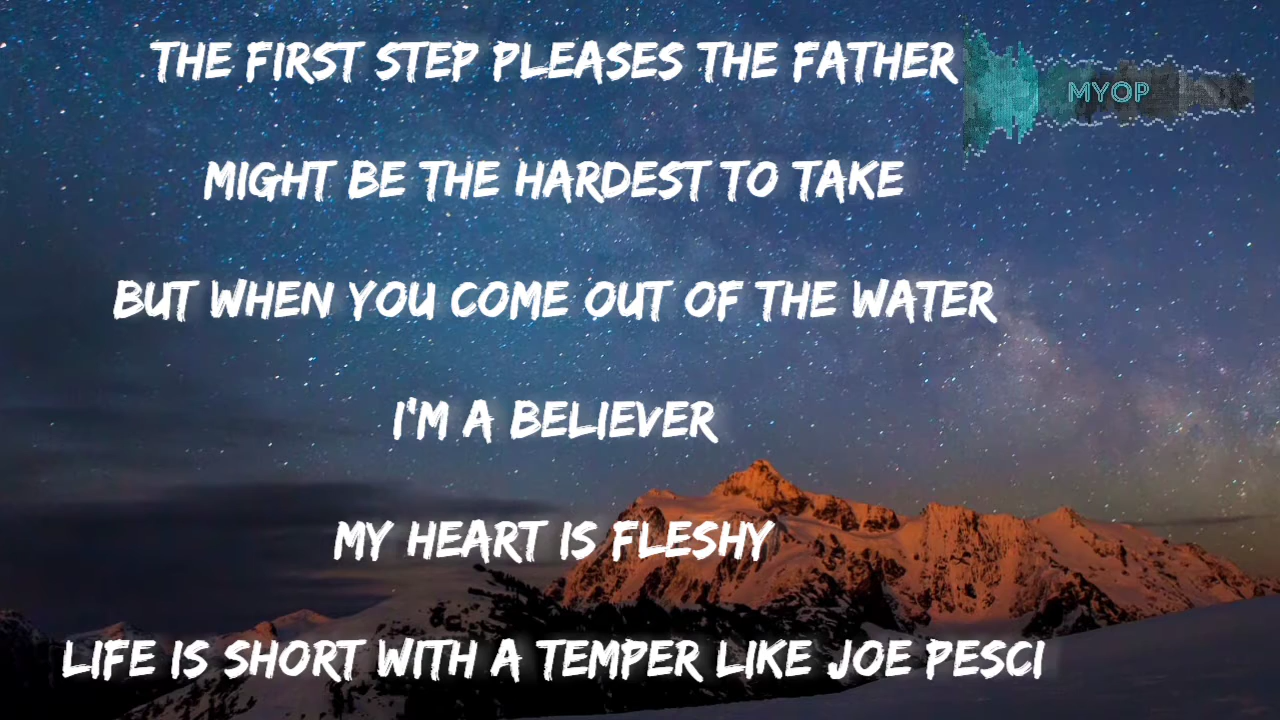 THE FIRST STEP PLEASES THE FATHER
MYOP
MIGHT BE THE HARDEST TO TAKE
BUT WHEN YOU COME OUT OF THE WATER
I'M A BELIEVER
MY HEART IS FLESHY
LIFE IS SHORT WITH A TEMPER LIKE JOE PESCI